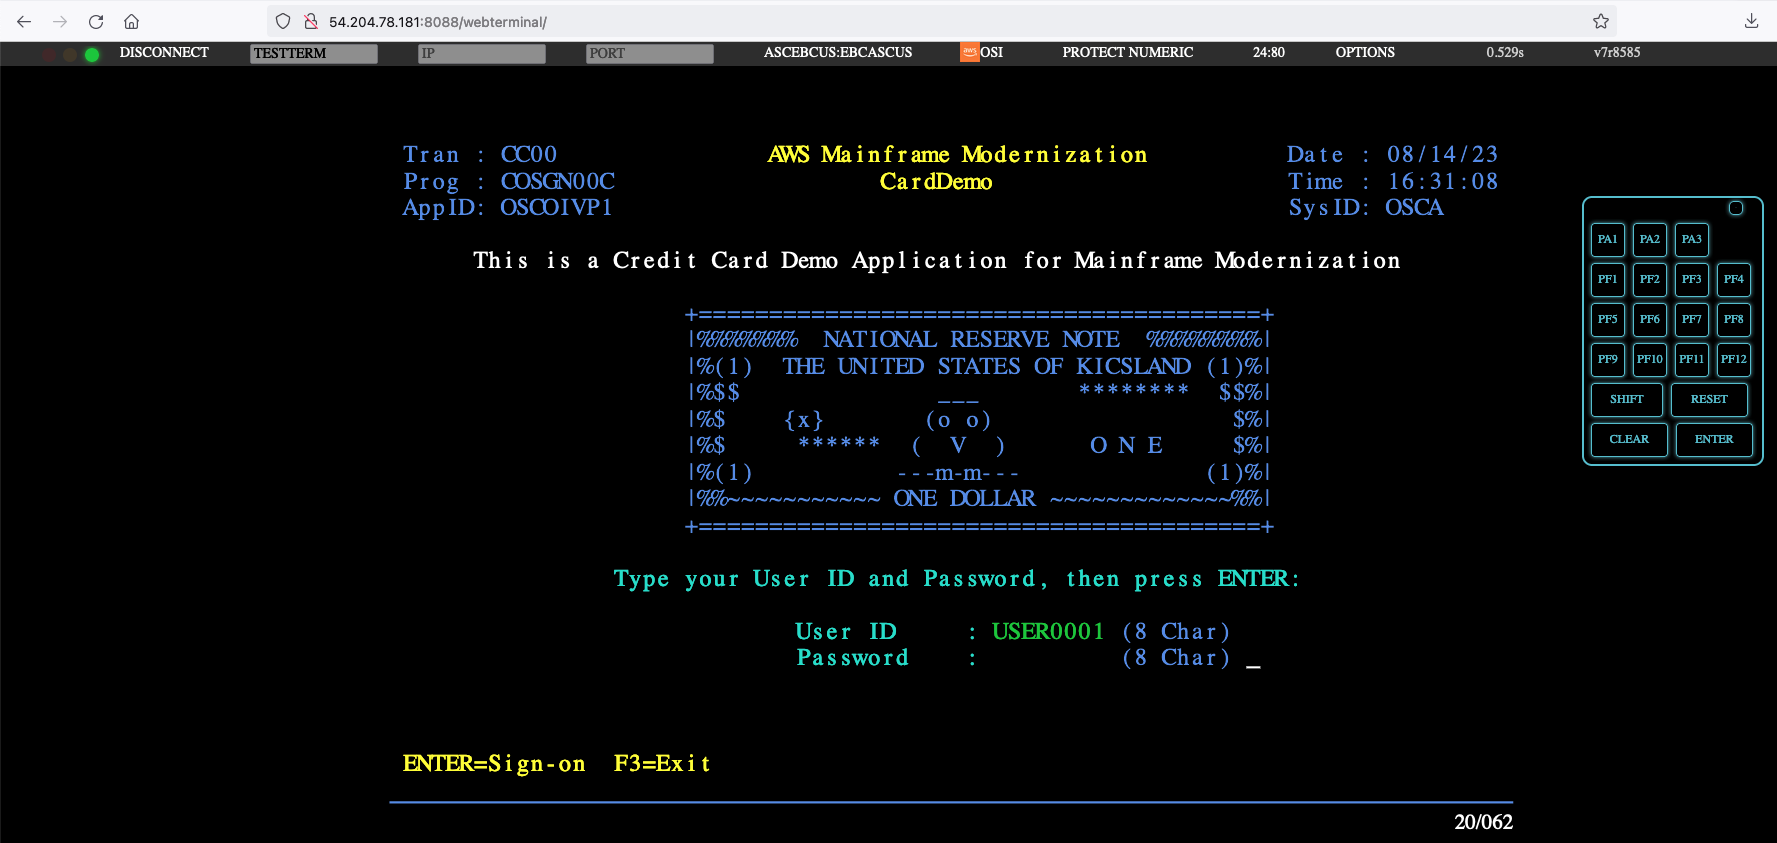 54.204.78.181:8088/webterminal/
DISCONNECT TESTTERM IP PORT ASCEBCUS:EBCASCUS aws OSI PROTECT NUMERIC 24:80 OPTIONS 0.529s v7r8585
Tran : CC00 AWS Mainframe Modernization Date : 08/14/23
Prog : COSGN00C CardDemo Time : 16:31:08
AppID: OSCOIVP1 SysID: OSCA
This is a Credit Card Demo Application for Mainframe Modernization
+========================================+
|%%%%%%% NATIONAL RESERVE NOTE %%%%%%%%|
|%(1) THE UNITED STATES OF KICSLAND (1)%|
|%$$ ___ ******** $$%|
|%$ {x} (o o) $%|
|%$ ****** ( V ) O N E $%|
|%(1) ---m-m--- (1)%|
|%%~~~~~~~~~~~ ONE DOLLAR ~~~~~~~~~~~~~%%|
+========================================+
Type your User ID and Password, then press ENTER:
User ID : USER0001 (8 Char)
Password : (8 Char) _
ENTER=Sign-on F3=Exit
20/062
PA1 PA2 PA3
PF1 PF2 PF3 PF4
PF5 PF6 PF7 PF8
PF9 PF10 PF11 PF12
SHIFT RESET
CLEAR ENTER